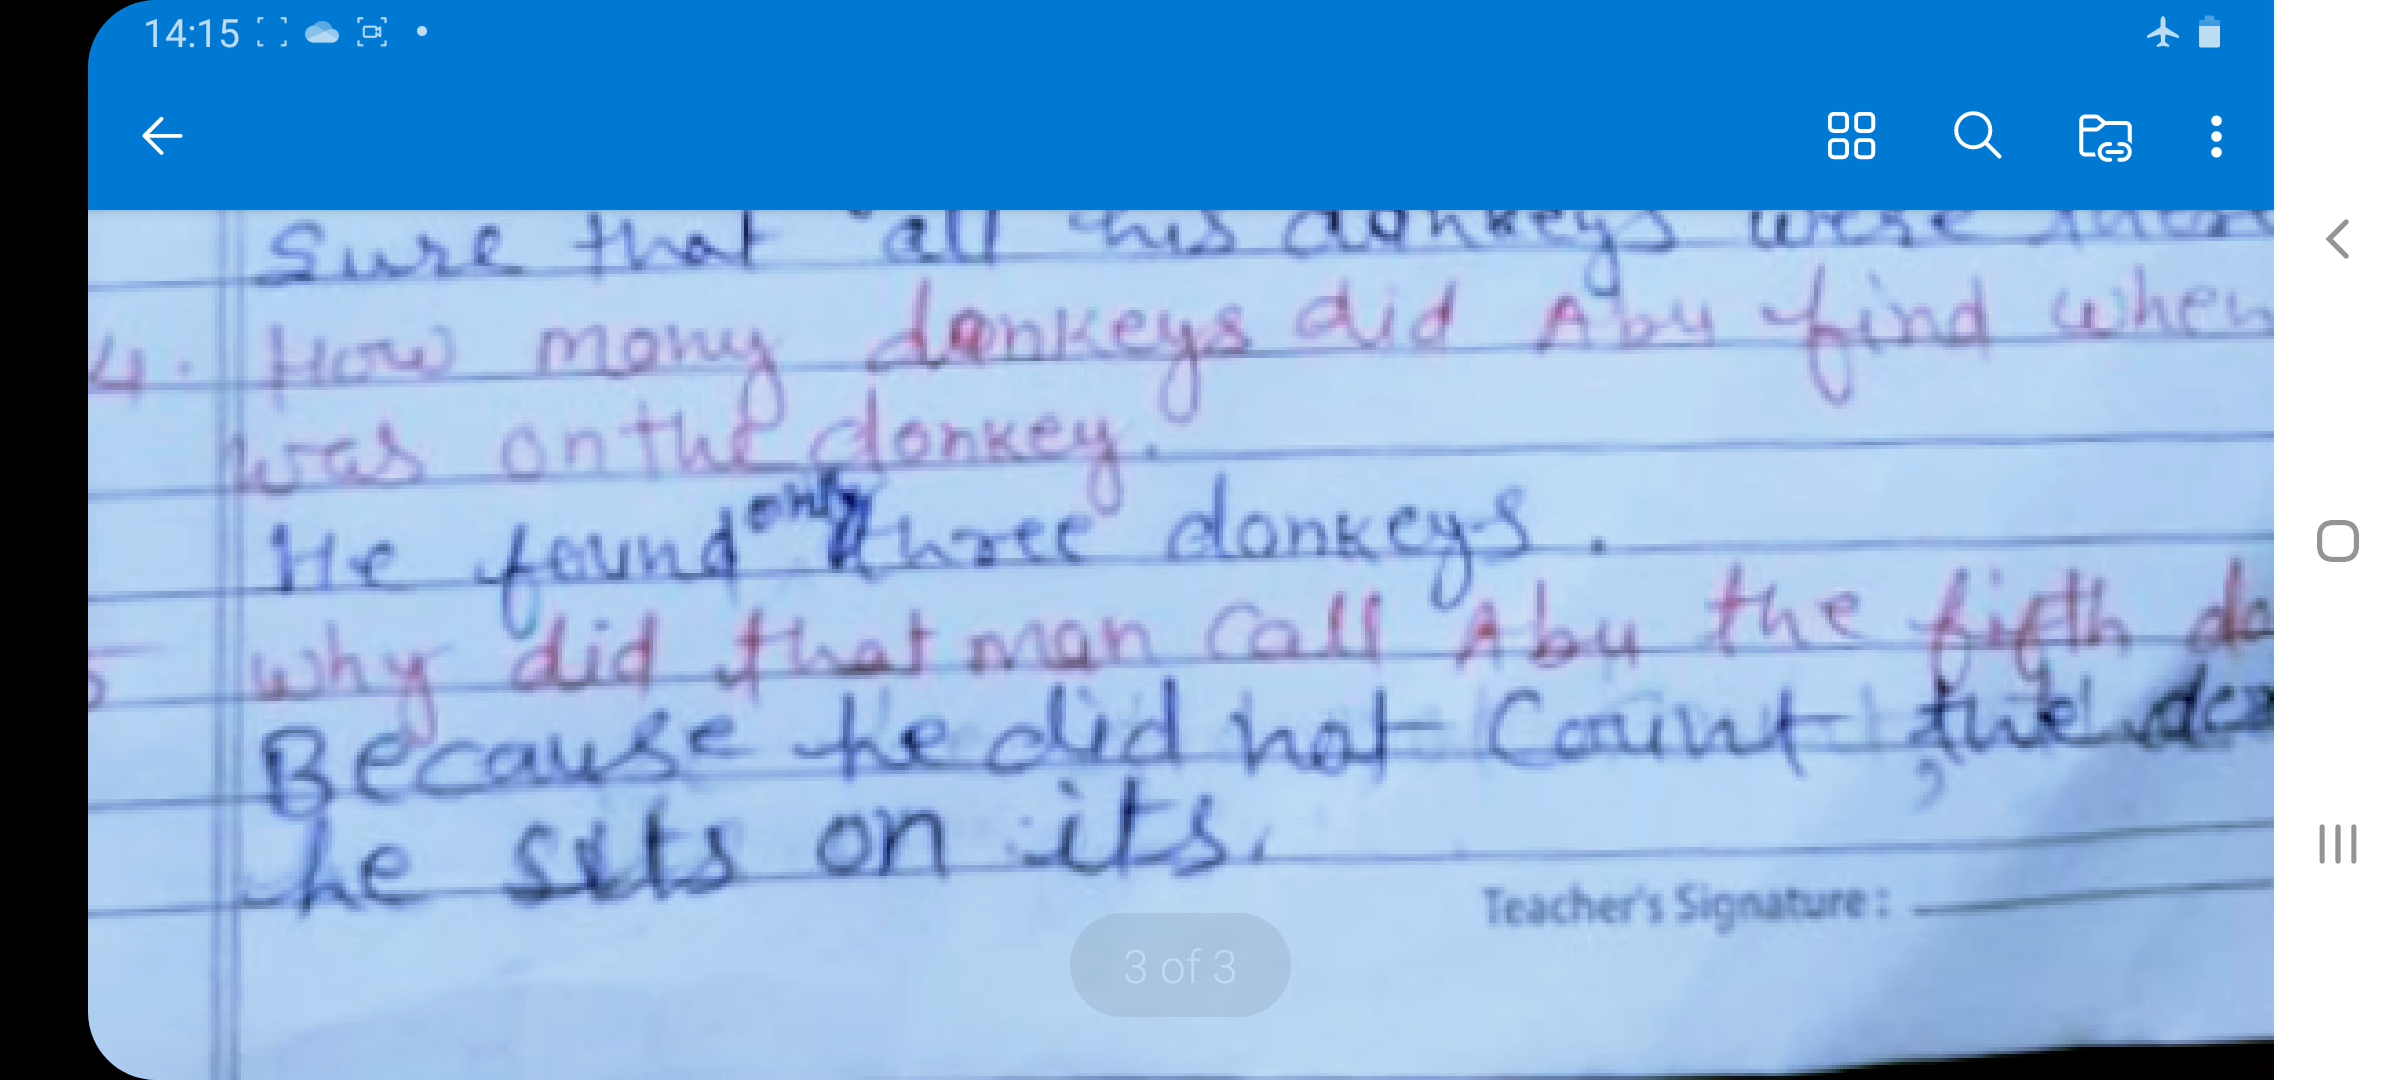 14:15
Sure that all his donkeys were
4. How many donkeys did Abu find when
was on the donkey.
He found only three donkeys.
5 why did that man call Abu the fifth do
Because he did not count, the
he sits on its.
Teacher's Signature:
3 of 3